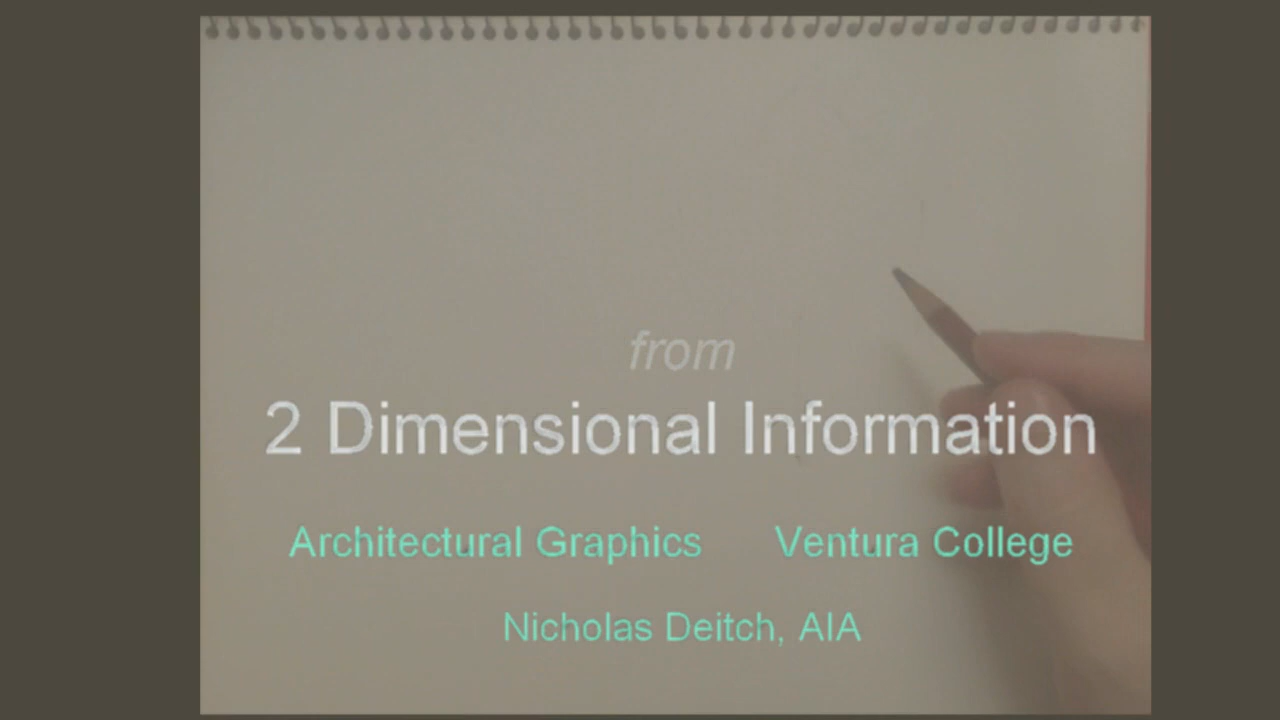 from
2 Dimensional Information
Architectural Graphics Ventura College
Nicholas Deitch, AIA